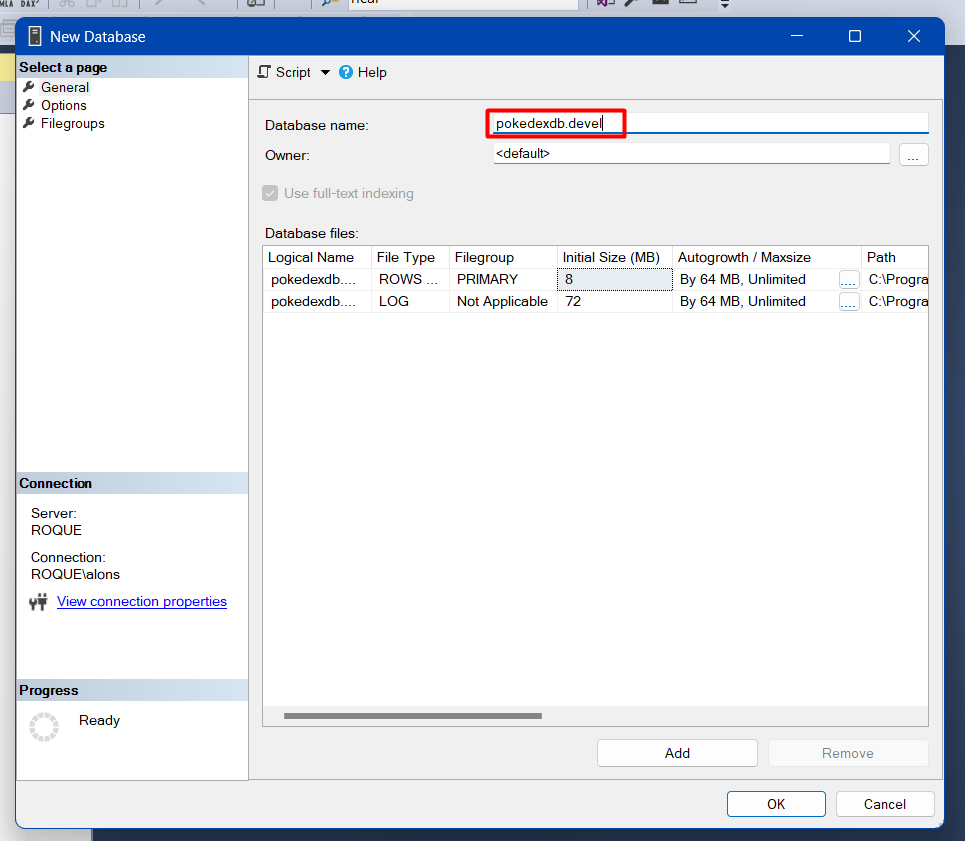 MLA DAX
New Database
Select a page
General
Options
Filegroups
Script
Help
Database name:
pokedexdb.devel
Owner:
<default>
...
Use full-text indexing
Database files:
Logical Name File Type Filegroup Initial Size (MB) Autogrowth / Maxsize Path
pokedexdb.... ROWS ... PRIMARY 8 By 64 MB, Unlimited .... C:\Progra
pokedexdb.... LOG Not Applicable 72 By 64 MB, Unlimited .... C:\Progra
Connection
Server:
ROQUE
Connection:
ROQUE\alons
View connection properties
Progress
Ready
Add
Remove
OK
Cancel